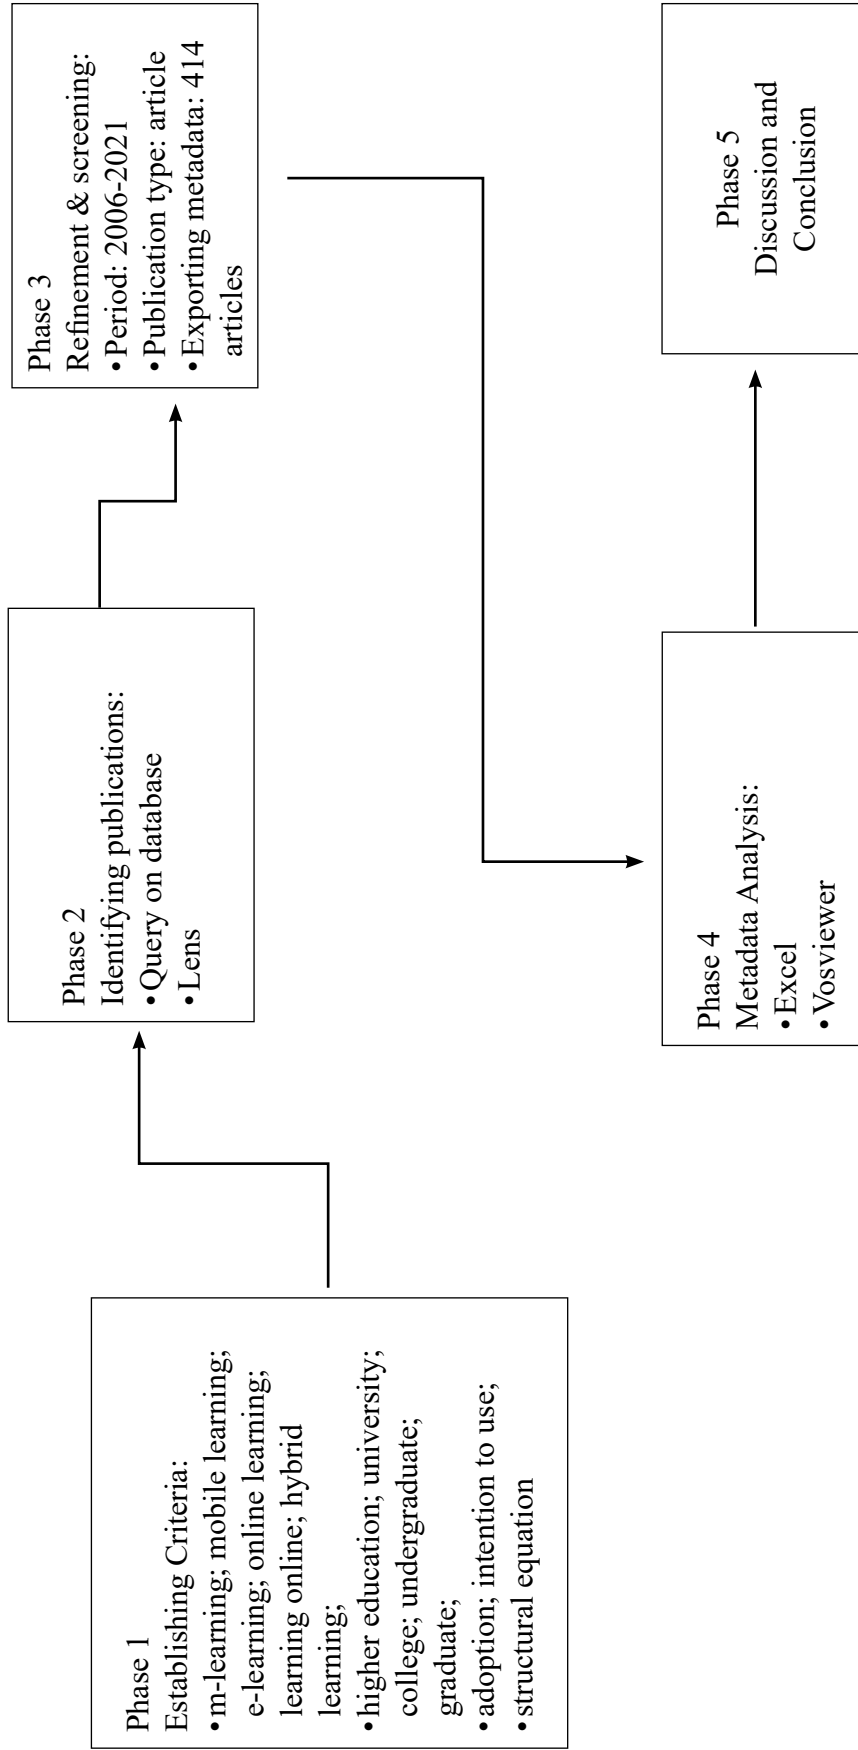 Phase 1
Establishing Criteria:
•m-learning; mobile learning;
e-learning; online learning;
learning online; hybrid
learning;
•higher education; university;
college; undergraduate;
graduate;
•adoption; intention to use;
•structural equation
Phase 2
Identifying publications:
•Query on database
•Lens
Phase 3
Refinement & screening:
•Period: 2006-2021
•Publication type: article
•Exporting metadata: 414
articles
Phase 4
Metadata Analysis:
•Excel
•Vosviewer
Phase 5
Discussion and
Conclusion